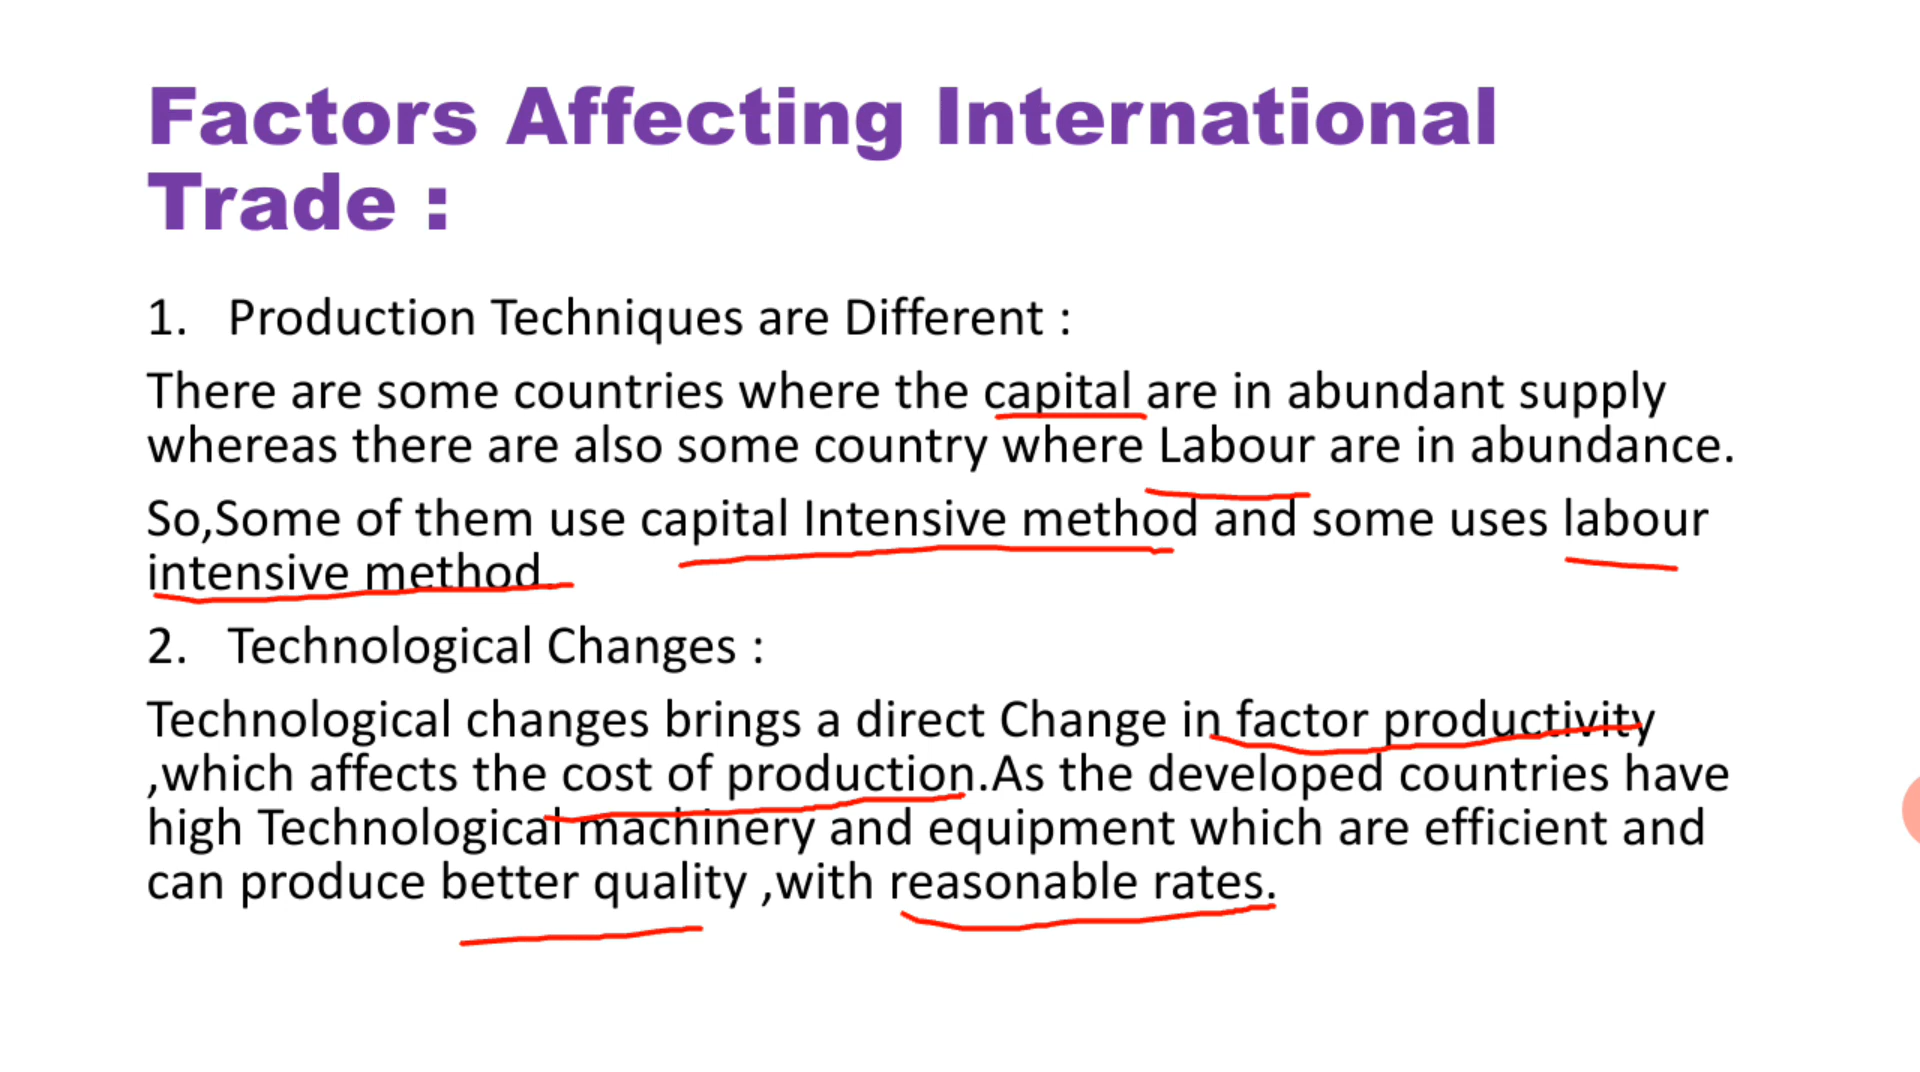 Factors Affecting International
Trade :
1. Production Techniques are Different :
There are some countries where the capital are in abundant supply
whereas there are also some country where Labour are in abundance.
So,Some of them use capital Intensive method and some uses labour
intensive method.
2. Technological Changes :
Technological changes brings a direct Change in factor productivity
,which affects the cost of production.As the developed countries have
high Technological machinery and equipment which are efficient and
can produce better quality ,with reasonable rates.